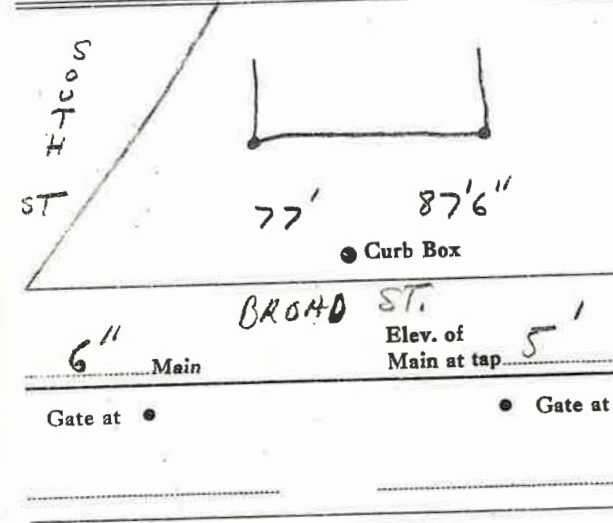 SOUTH
ST
77' 87'6"
Curb Box
BROAD ST.
6" Main
Elev. of
Main at tap 5'
Gate at
Gate at